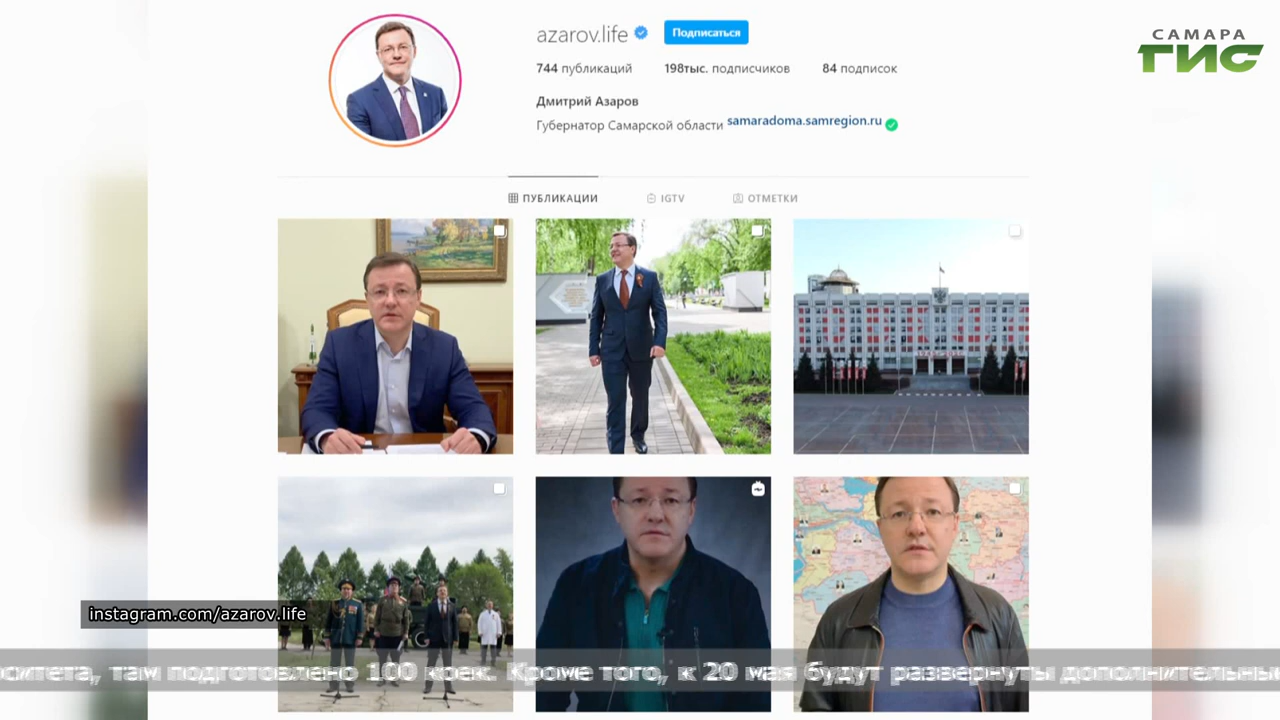 azarov.life
Подписаться
САМАРА
ГИС
744 публикаций 198тыс. подписчиков 84 подписок
Дмитрий Азаров
Губернатор Самарской области samaradoma.samregion.ru
ПУБЛИКАЦИИ IGTV ОТМЕТКИ
instagram.com/azarov.life
ситета, там подготовлено 100 коек. Кроме того, к 20 мая будут развернуты дополнительны